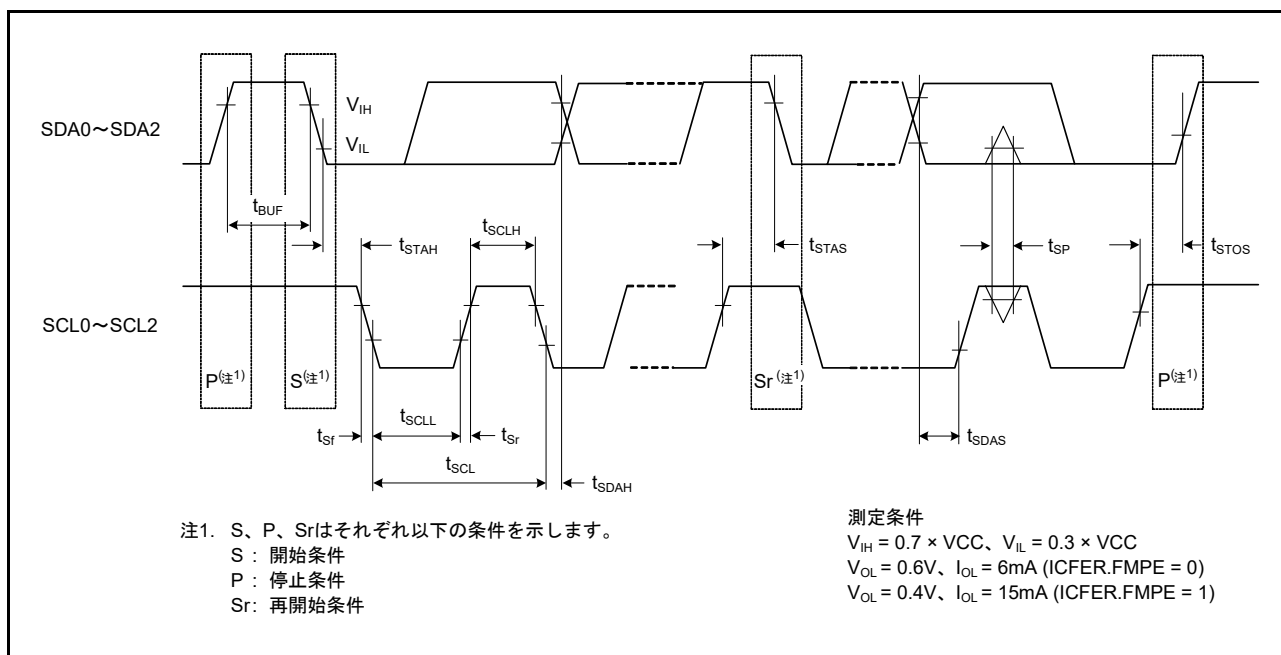 SDA0～SDA2
VIH
VIL
tBUF
tSTAH
tSCLH
tSTAS
tSP
tSTOS
SCL0～SCL2
P(注1)
S(注1)
Sr(注1)
P(注1)
tSf
tSCLL
tSr
tSCL
tSDAH
tSDAS
注1. S、P、Srはそれぞれ以下の条件を示します。
S : 開始条件
P : 停止条件
Sr: 再開始条件
測定条件
VIH = 0.7 × VCC、VIL = 0.3 × VCC
VOL = 0.6V、IOL = 6mA (ICFER.FMPE = 0)
VOL = 0.4V、IOL = 15mA (ICFER.FMPE = 1)